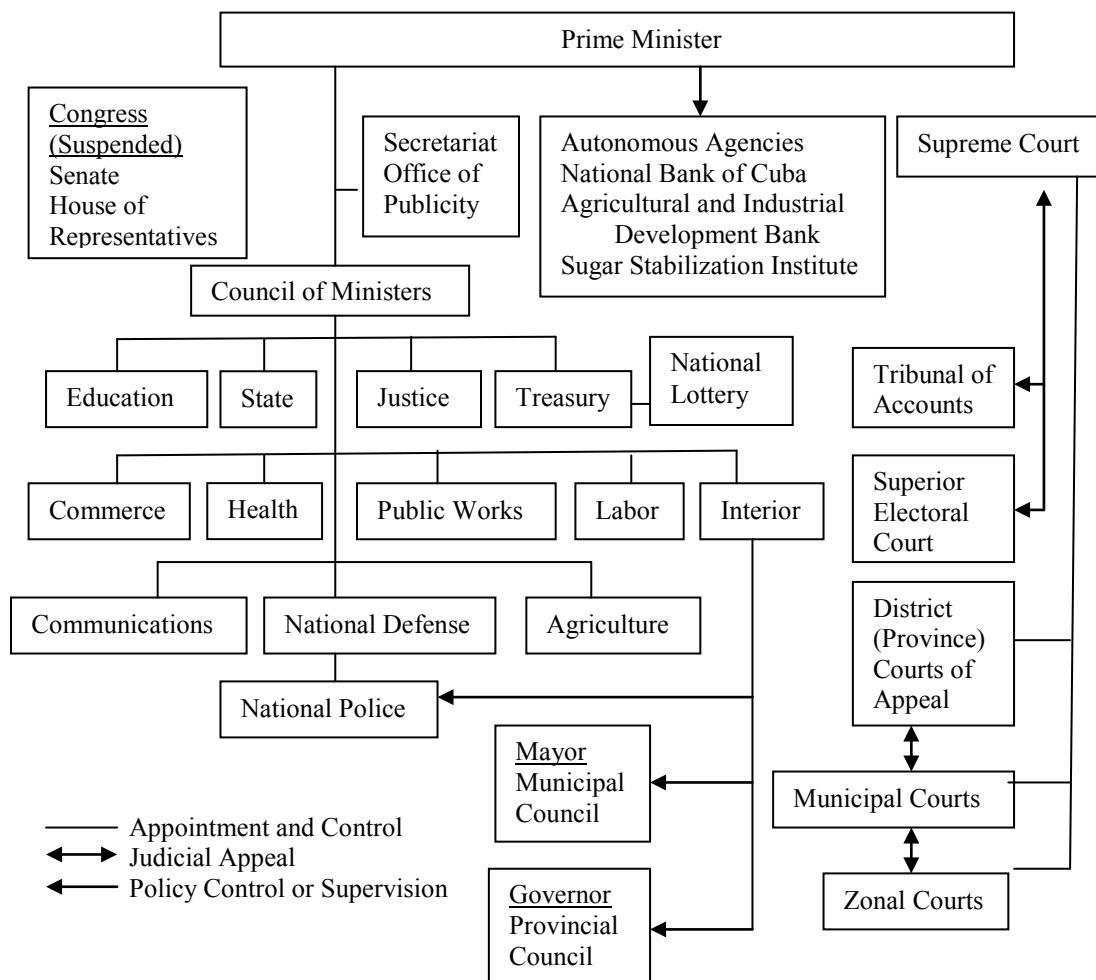 Prime Minister
Congress
(Suspended)
Senate
House of
Representatives
Secretariat
Office of
Publicity
Autonomous Agencies
National Bank of Cuba
Agricultural and Industrial
Development Bank
Sugar Stabilization Institute
Supreme Court
Council of Ministers
Education
State
Justice
Treasury
National
Lottery
Tribunal of
Accounts
Commerce
Health
Public Works
Labor
Interior
Superior
Electoral
Court
Communications
National Defense
Agriculture
District
(Province)
Courts of
Appeal
National Police
Mayor
Municipal
Council
Municipal Courts
Appointment and Control
Judicial Appeal
Policy Control or Supervision
Governor
Provincial
Council
Zonal Courts